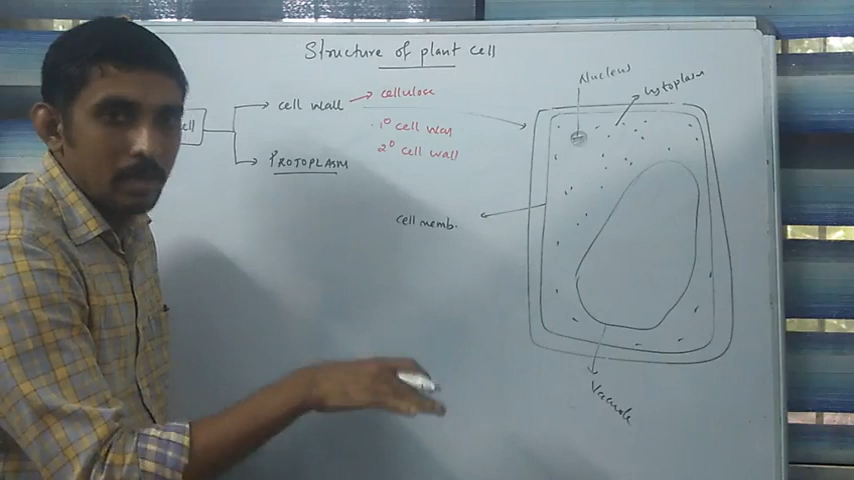 Structure of plant cell
cell
cell wall
cellulose
1° cell wall
2° cell wall
PROTOPLASM
cell memb.
Nucleus
Cytoplasm
Vacuole